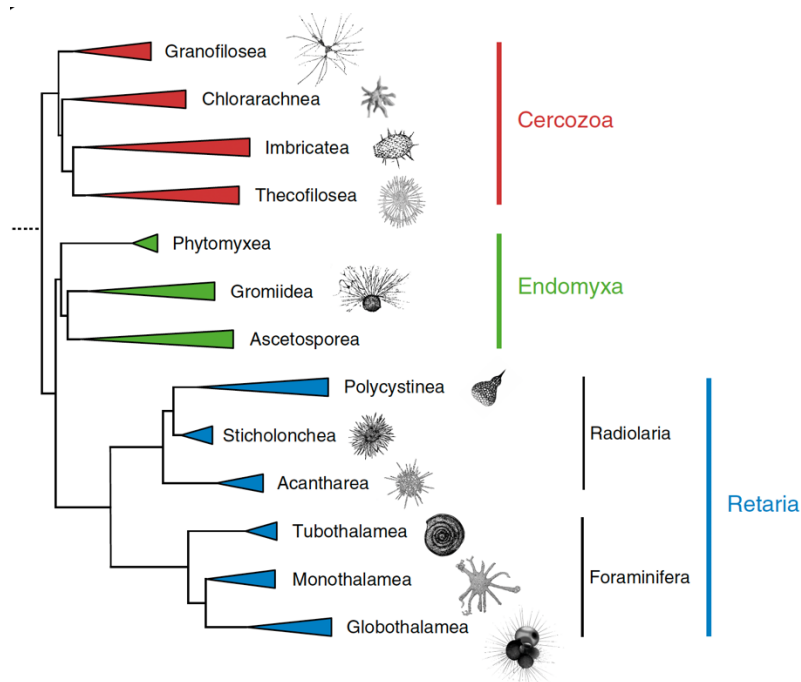 Granofilosea
Chlorarachnea
Cercozoa
Imbricatea
Thecofilosea
Phytomyxea
Gromiidea
Endomyxa
Ascetosporea
Polycystinea
Radiolaria
Sticholonchea
Acantharea
Retaria
Tubothalamea
Monothalamea
Foraminifera
Globothalamea